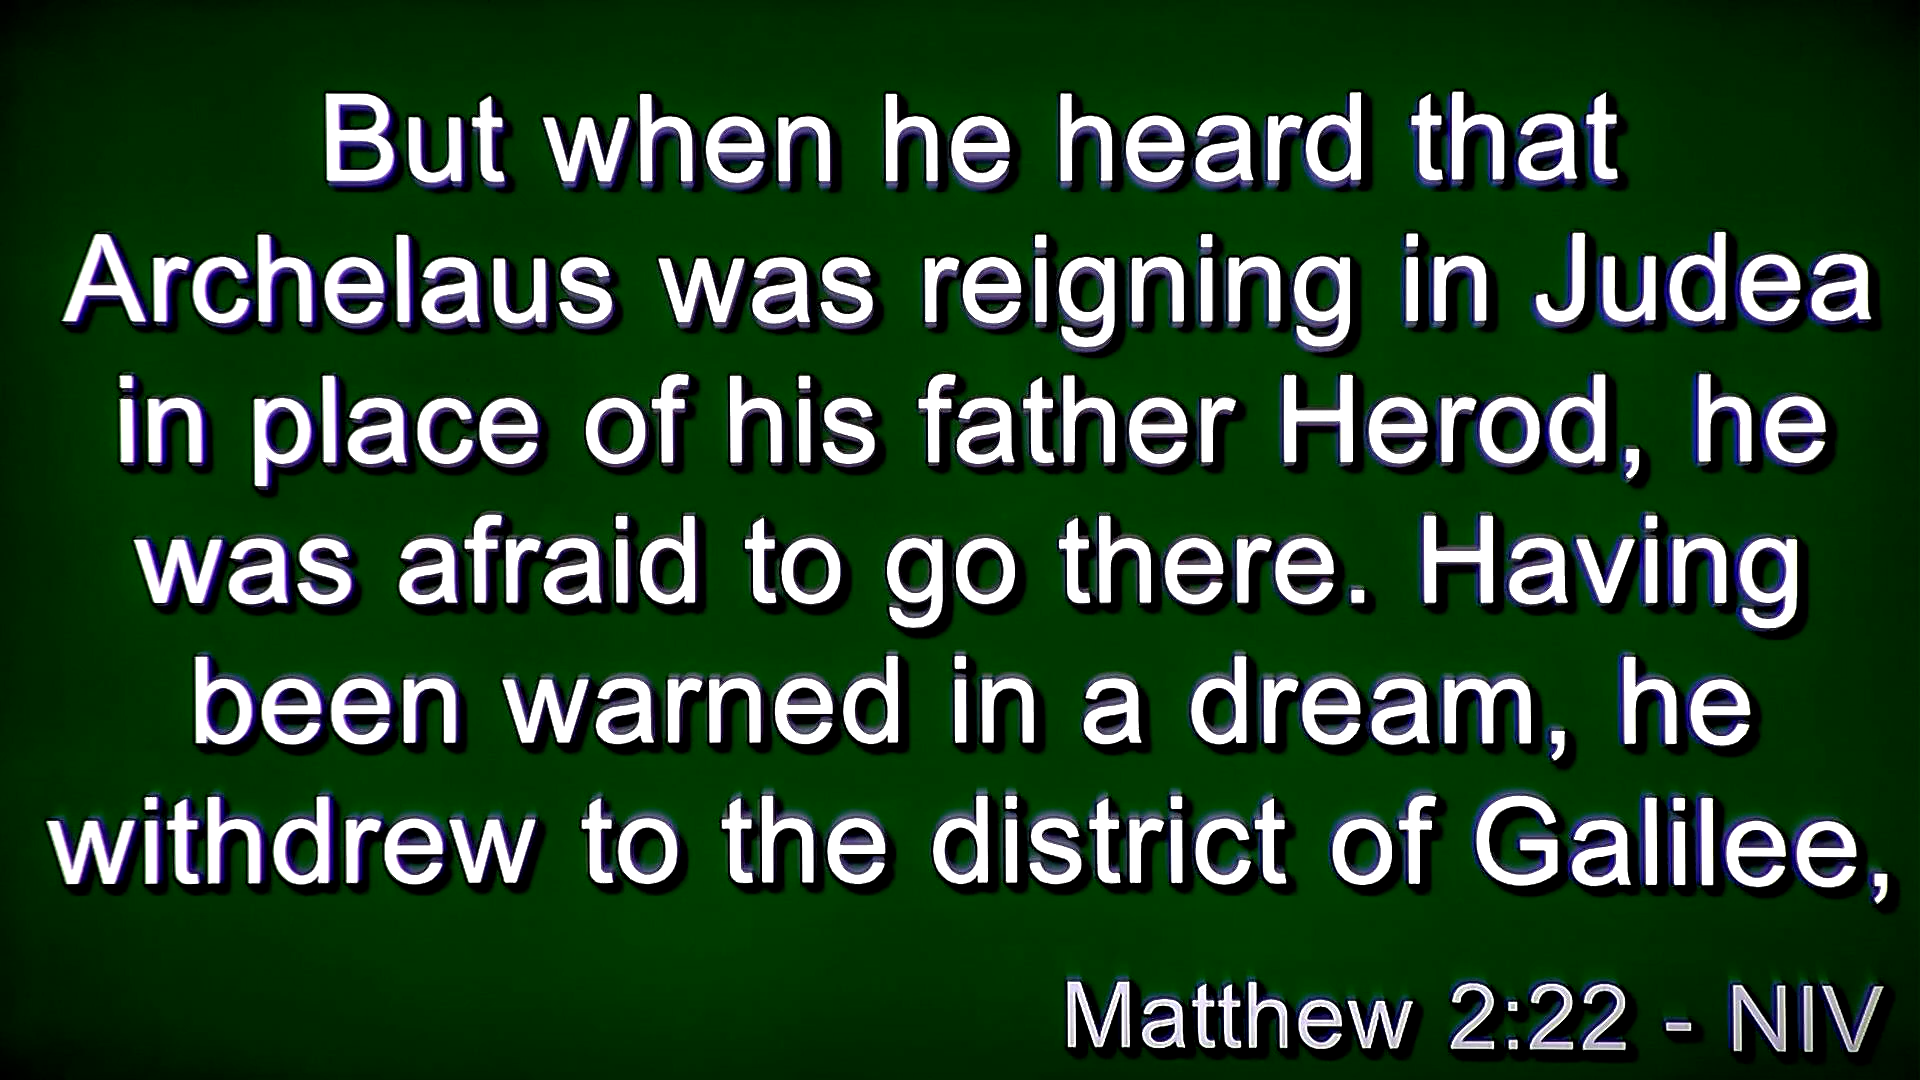 But when he heard that
Archelaus was reigning in Judea
in place of his father Herod, he
was afraid to go there. Having
been warned in a dream, he
withdrew to the district of Galilee,
Matthew 2:22 - NIV